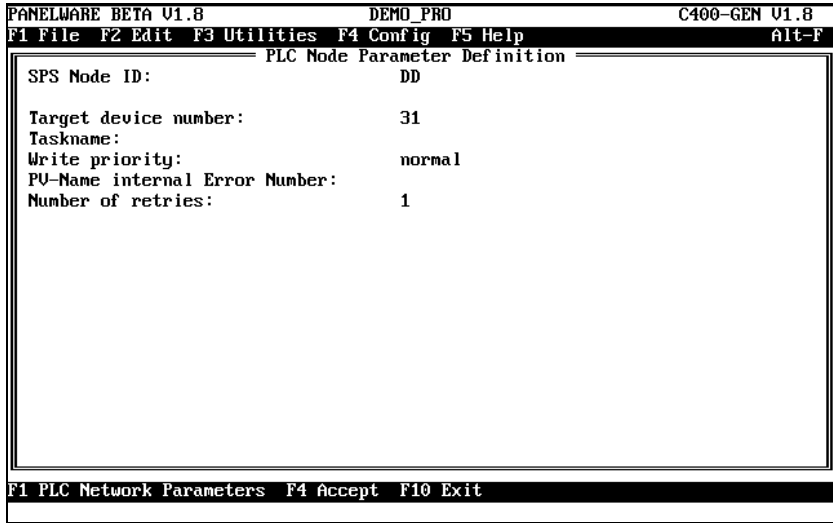 PANELWARE BETA V1.8 DEMO_PRO C400-GEN V1.8
F1 File F2 Edit F3 Utilities F4 Config F5 Help Alt-F
PLC Node Parameter Definition
SPS Node ID: DD
Target device number: 31
Taskname:
Write priority: normal
PV-Name internal Error Number:
Number of retries: 1
F1 PLC Network Parameters F4 Accept F10 Exit